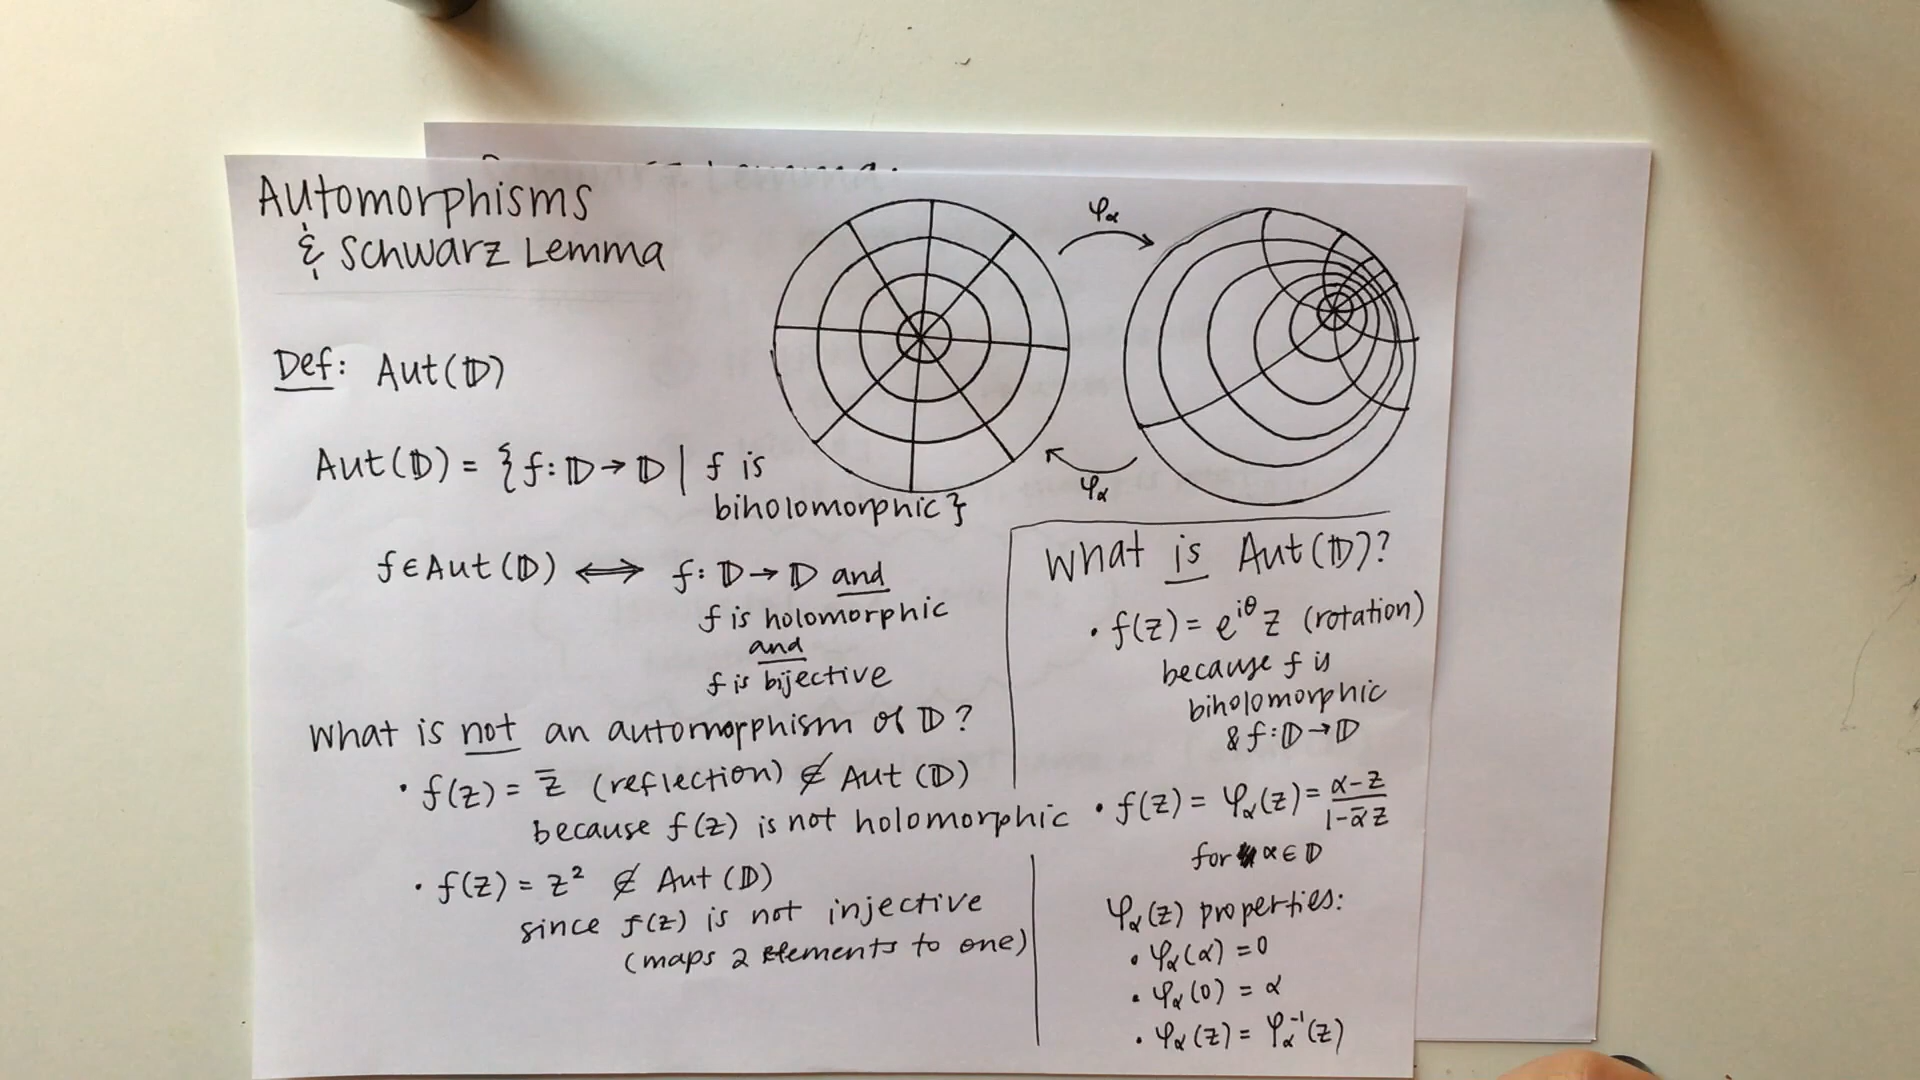 Automorphisms
& Schwarz Lemma
φα
φα
Def: Aut(𝔻)
Aut(𝔻) = {f: 𝔻 → 𝔻 | f is
biholomorphic}
f ∈ Aut(𝔻) ⟺ f: 𝔻 → 𝔻 and
f is holomorphic
and
f is bijective
What is not an automorphism of 𝔻?
• f(z) = z̄ (reflection) ∉ Aut(𝔻)
because f(z) is not holomorphic
• f(z) = z² ∉ Aut(𝔻)
since f(z) is not injective
(maps 2 elements to one)
What is Aut(𝔻)?
• f(z) = e^{iθ} z (rotation)
because f is
biholomorphic
& f: 𝔻 → 𝔻
• f(z) = φα(z) = (α - z)/(1 - ᾱz)
for α ∈ 𝔻
φα(z) properties:
• φα(α) = 0
• φα(0) = α
• φα(z) = φα⁻¹(z)